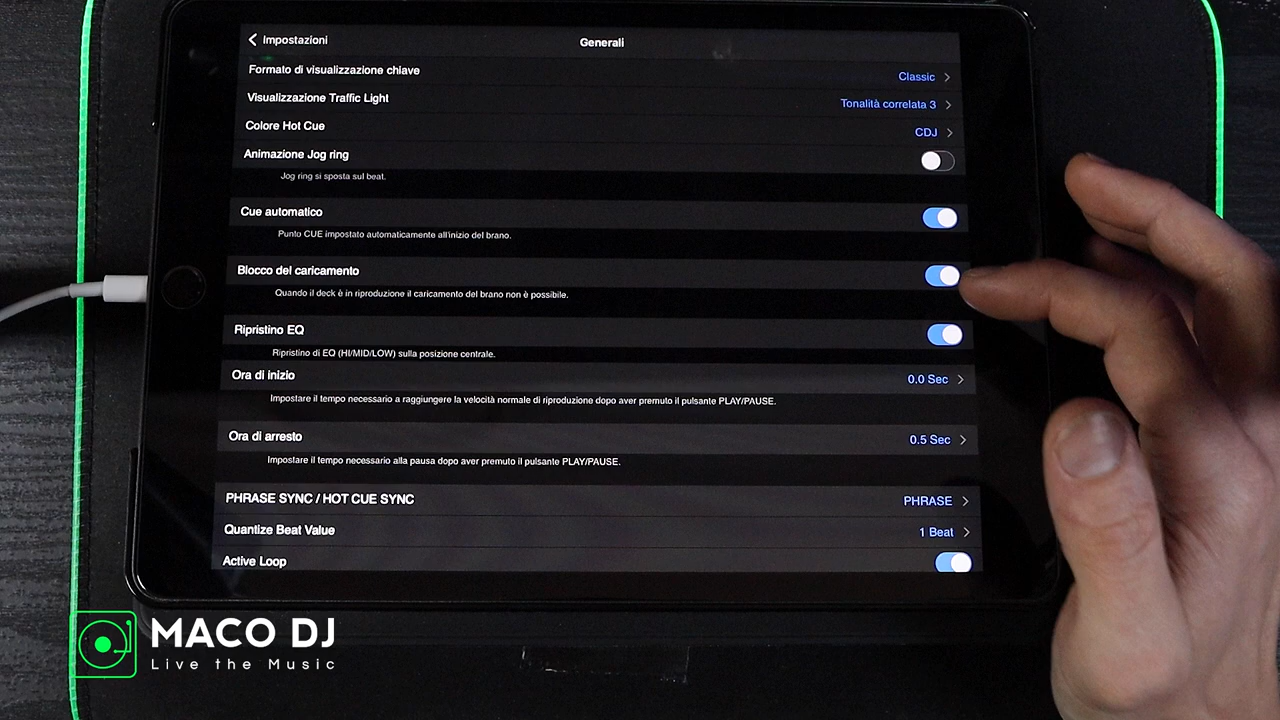 Impostazioni
Generali
Formato di visualizzazione chiave
Classic
Visualizzazione Traffic Light
Tonalità correlata 3
Colore Hot Cue
CDJ
Animazione Jog ring
Jog ring si sposta sul beat.
Cue automatico
Punto CUE impostato automaticamente all'inizio del brano.
Blocco del caricamento
Quando il deck è in riproduzione il caricamento del brano non è possibile.
Ripristino EQ
Ripristino di EQ (HI/MID/LOW) sulla posizione centrale.
Ora di inizio
0.0 Sec
Impostare il tempo necessario a raggiungere la velocità normale di riproduzione dopo aver premuto il pulsante PLAY/PAUSE.
Ora di arresto
0.5 Sec
Impostare il tempo necessario alla pausa dopo aver premuto il pulsante PLAY/PAUSE.
PHRASE SYNC / HOT CUE SYNC
PHRASE
Quantize Beat Value
1 Beat
Active Loop
MACO DJ
Live the Music